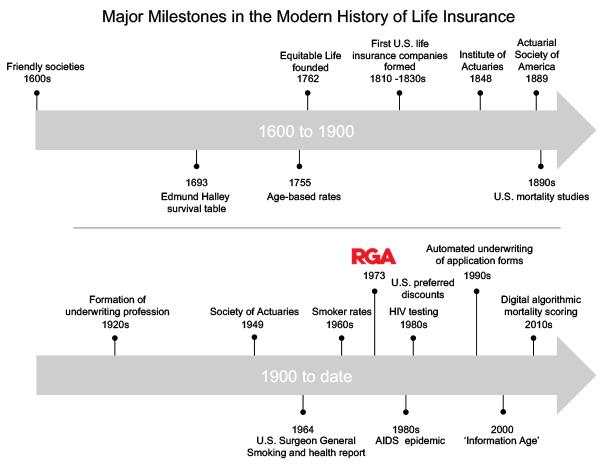 Major Milestones in the Modern History of Life Insurance
Friendly societies
1600s
Equitable Life
founded
1762
First U.S. life
insurance companies
formed
1810 -1830s
Institute of
Actuaries
1848
Actuarial
Society of
America
1889
1600 to 1900
1693
Edmund Halley
survival table
1755
Age-based rates
1890s
U.S. mortality studies
Formation of
underwriting profession
1920s
Society of Actuaries
1949
Smoker rates
1960s
RGA
1973
U.S. preferred
discounts
HIV testing
1980s
Automated underwriting
of application forms
1990s
Digital algorithmic
mortality scoring
2010s
1900 to date
1964
U.S. Surgeon General
Smoking and health report
1980s
AIDS epidemic
2000
‘Information Age’